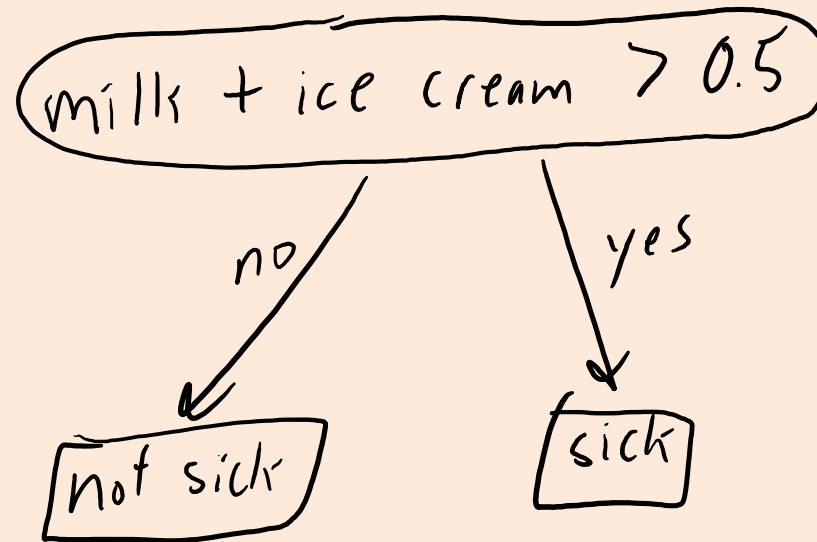 milk + ice cream > 0.5
no
yes
not sick
sick